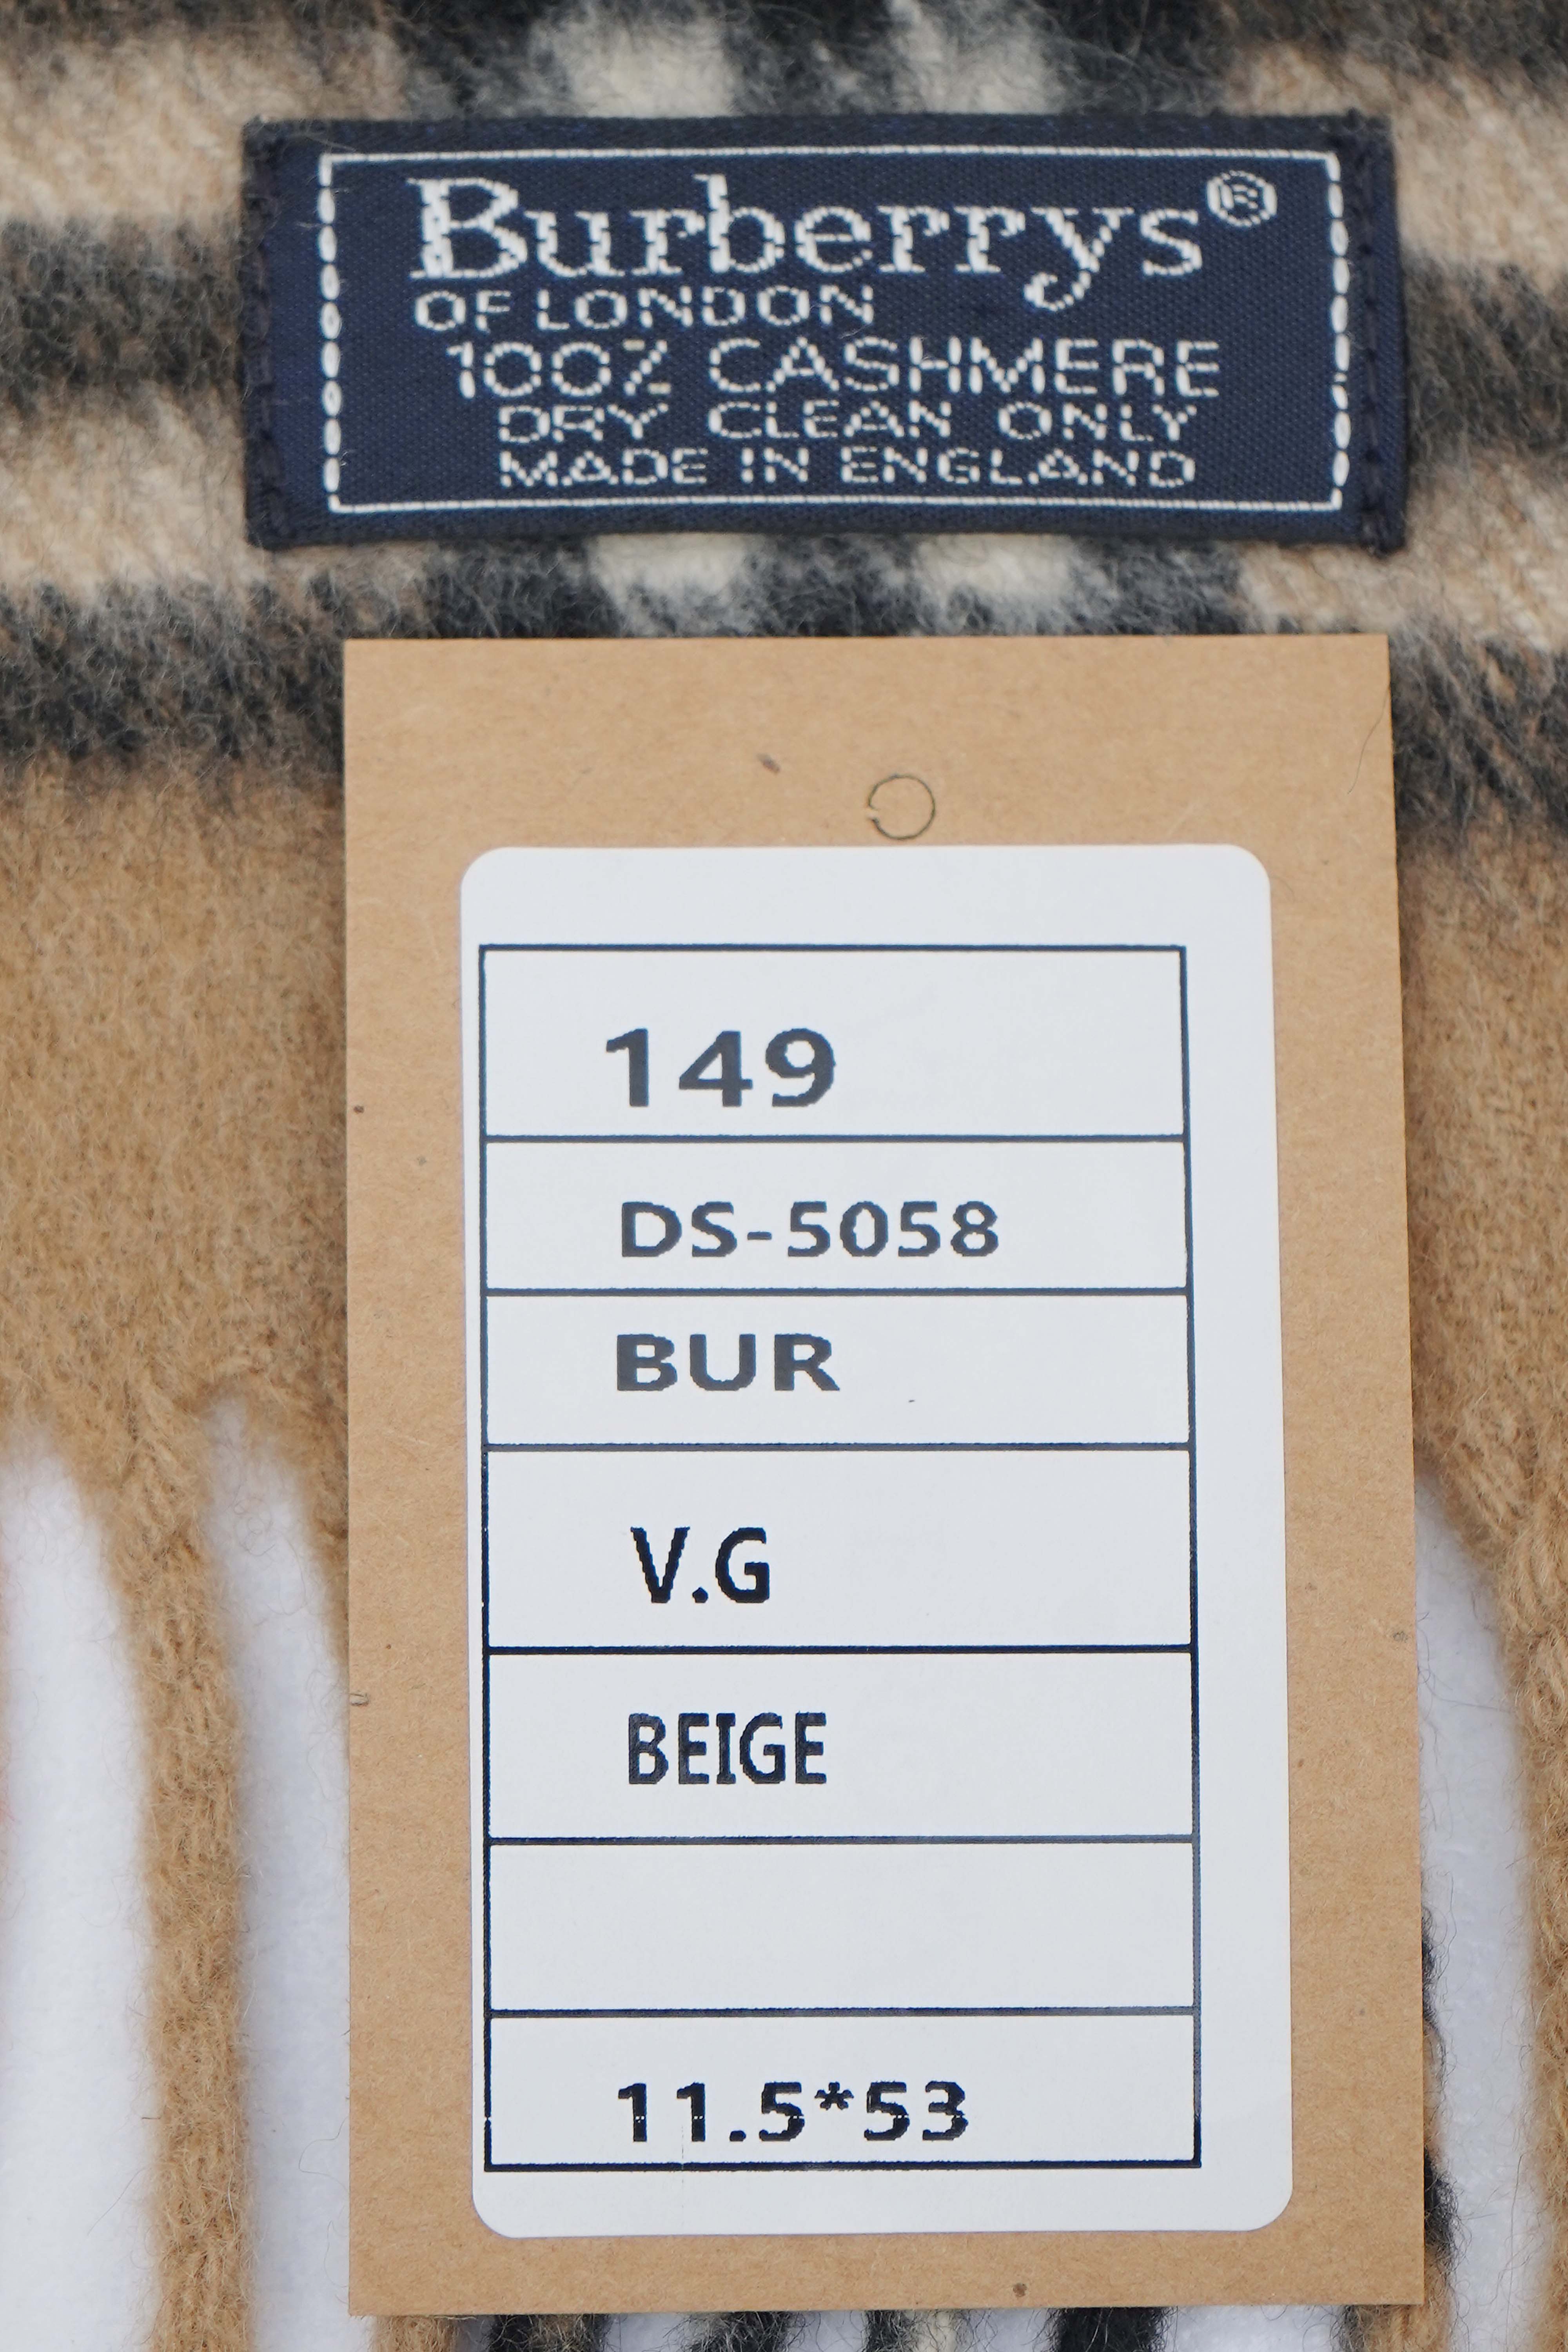 Burberrys®
OF LONDON
100% CASHMERE
DRY CLEAN ONLY
MADE IN ENGLAND
149
DS-5058
BUR
V.G
BEIGE
11.5*53